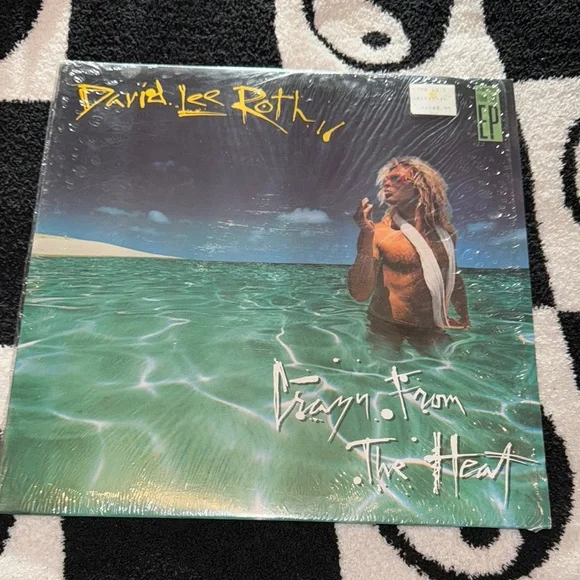 David Lee Roth
EP
Crazy From
The Heat